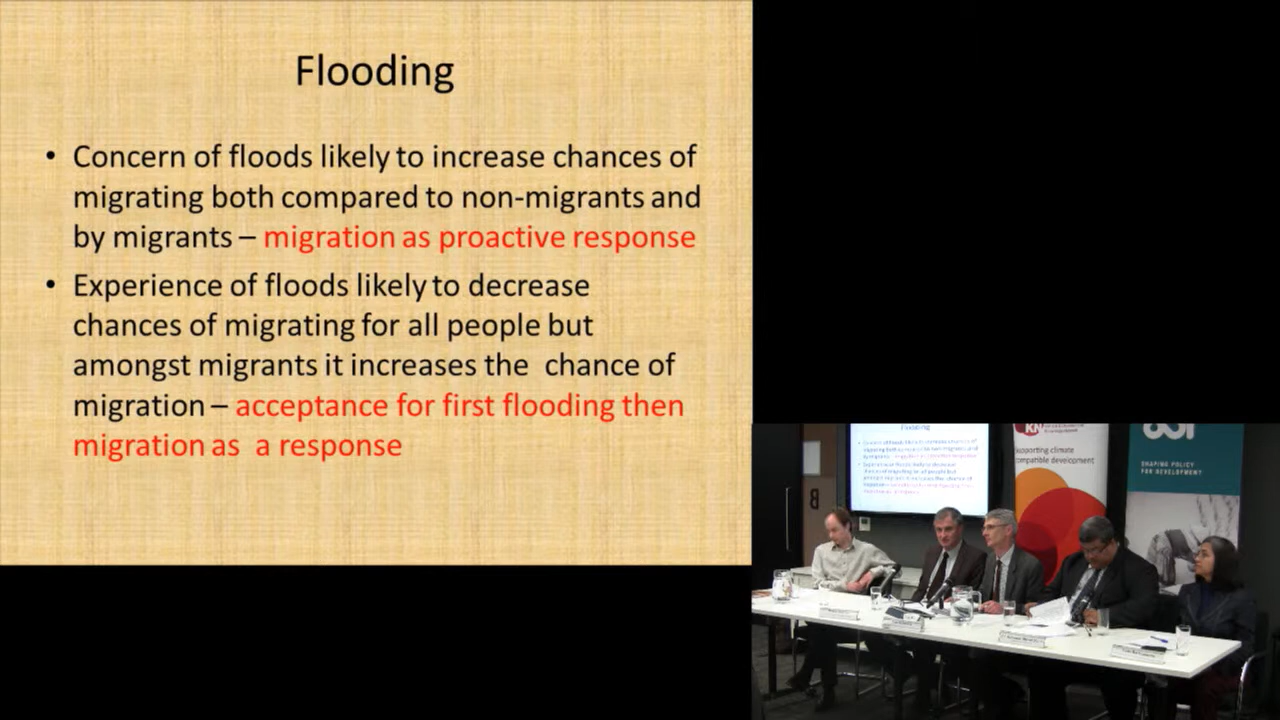 Flooding
• Concern of floods likely to increase chances of
migrating both compared to non-migrants and
by migrants – migration as proactive response
• Experience of floods likely to decrease
chances of migrating for all people but
amongst migrants it increases the chance of
migration – acceptance for first flooding then
migration as a response
Flooding
supporting climate
compatible development
SHAPING POLICY
FOR DEVELOPMENT
B